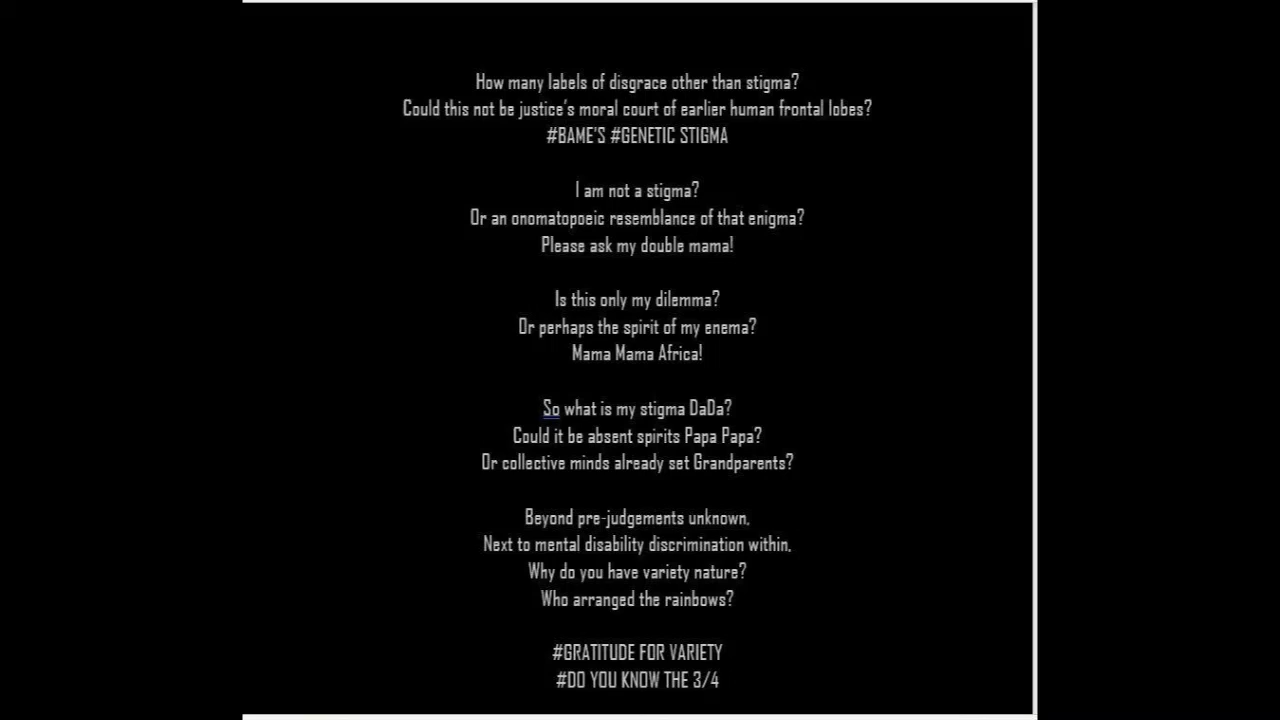 How many labels of disgrace other than stigma?
Could this not be justice's moral court of earlier human frontal lobes?
#BAME'S #GENETIC STIGMA
I am not a stigma?
Or an onomatopoeic resemblance of that enigma?
Please ask my double mama!
Is this only my dilemma?
Or perhaps the spirit of my enema?
Mama Mama Africa!
So what is my stigma DaDa?
Could it be absent spirits Papa Papa?
Or collective minds already set Grandparents?
Beyond pre-judgements unknown,
Next to mental disability discrimination within,
Why do you have variety nature?
Who arranged the rainbows?
#GRATITUDE FOR VARIETY
#DO YOU KNOW THE 3/4